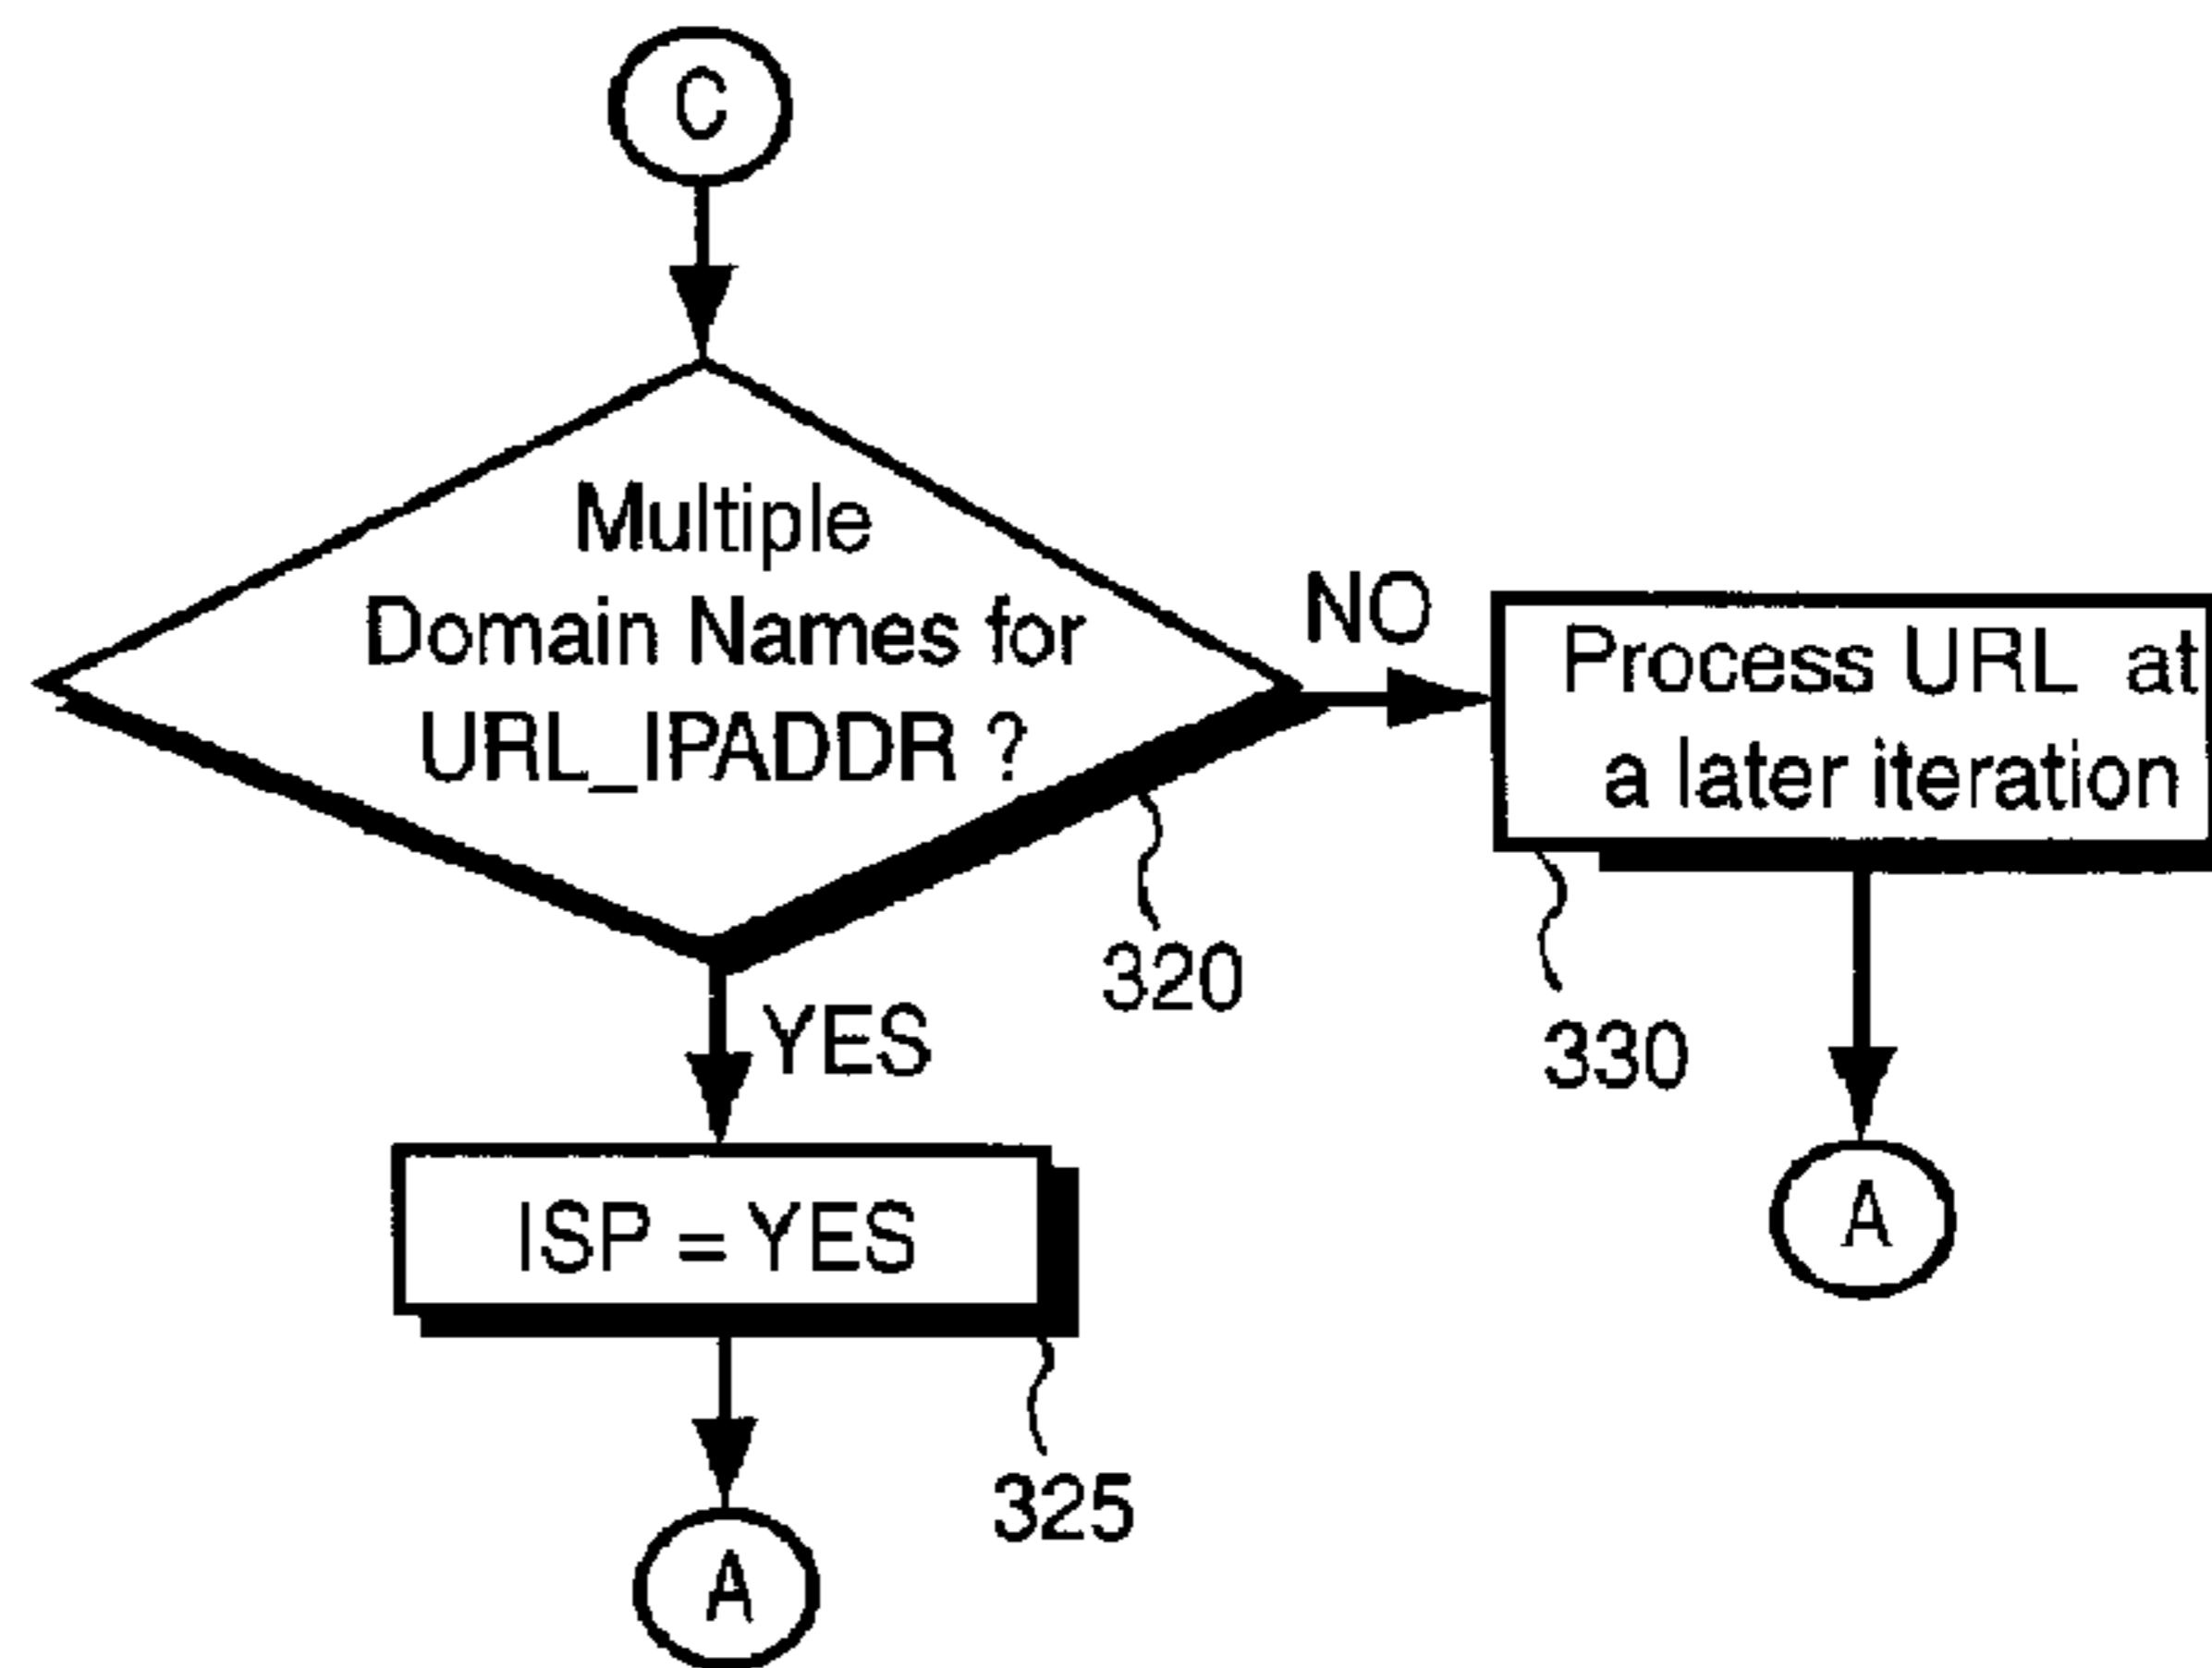 C
Multiple
Domain Names for
URL_IPADDR ?
NO
Process URL at
a later iteration
320
330
YES
ISP = YES
A
325
A